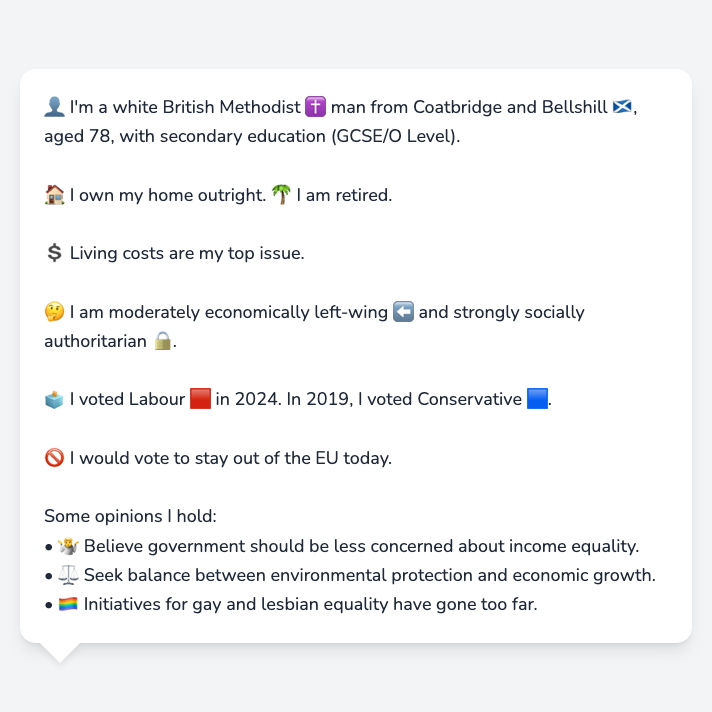 👤 I'm a white British Methodist ✝️ man from Coatbridge and Bellshill 🏴󠁧󠁢󠁳󠁣󠁴󠁿,
aged 78, with secondary education (GCSE/O Level).
🏠 I own my home outright. 🌴 I am retired.
💲 Living costs are my top issue.
🤔 I am moderately economically left-wing ⬅️ and strongly socially
authoritarian 🔒.
🗳️ I voted Labour 🟥 in 2024. In 2019, I voted Conservative 🟦.
🚫 I would vote to stay out of the EU today.
Some opinions I hold:
• 🤷 Believe government should be less concerned about income equality.
• ⚖️ Seek balance between environmental protection and economic growth.
• 🏳️‍🌈 Initiatives for gay and lesbian equality have gone too far.